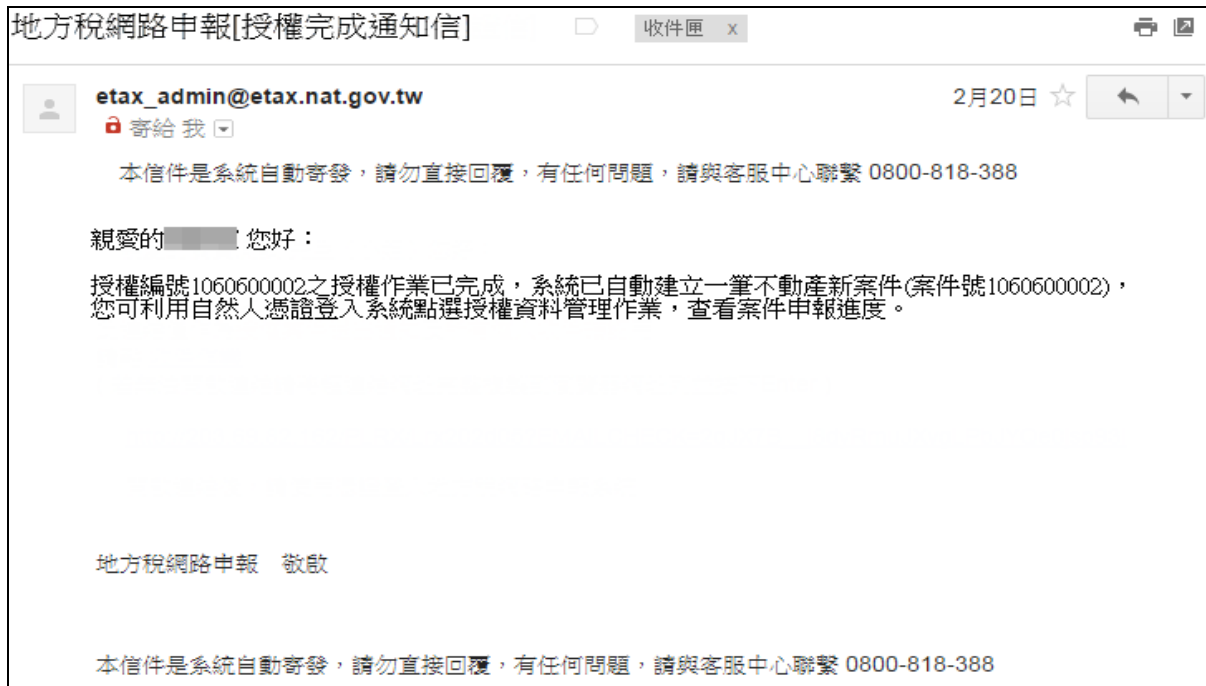 地方稅網路申報[授權完成通知信] 收件匣 x
etax_admin@etax.nat.gov.tw 2月20日
寄給 我
本信件是系統自動寄發，請勿直接回覆，有任何問題，請與客服中心聯繫 0800-818-388
親愛的 您好：
授權編號1060600002之授權作業已完成，系統已自動建立一筆不動產新案件(案件號1060600002)，
您可利用自然人憑證登入系統點選授權資料管理作業，查看案件申報進度。
地方稅網路申報　敬啟
本信件是系統自動寄發，請勿直接回覆，有任何問題，請與客服中心聯繫 0800-818-388